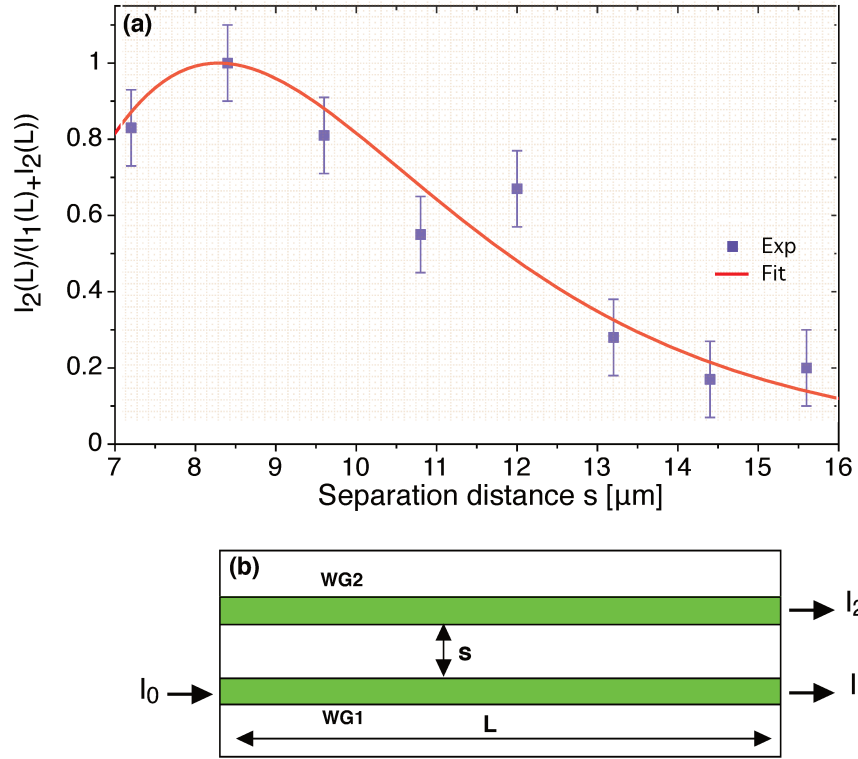 (a)
I₂(L)/(I₁(L)+I₂(L))
1
0.8
0.6
0.4
0.2
0
Exp
Fit
7 8 9 10 11 12 13 14 15 16
Separation distance s [µm]
(b)
WG2
I₂
s
I₀
I
WG1
L